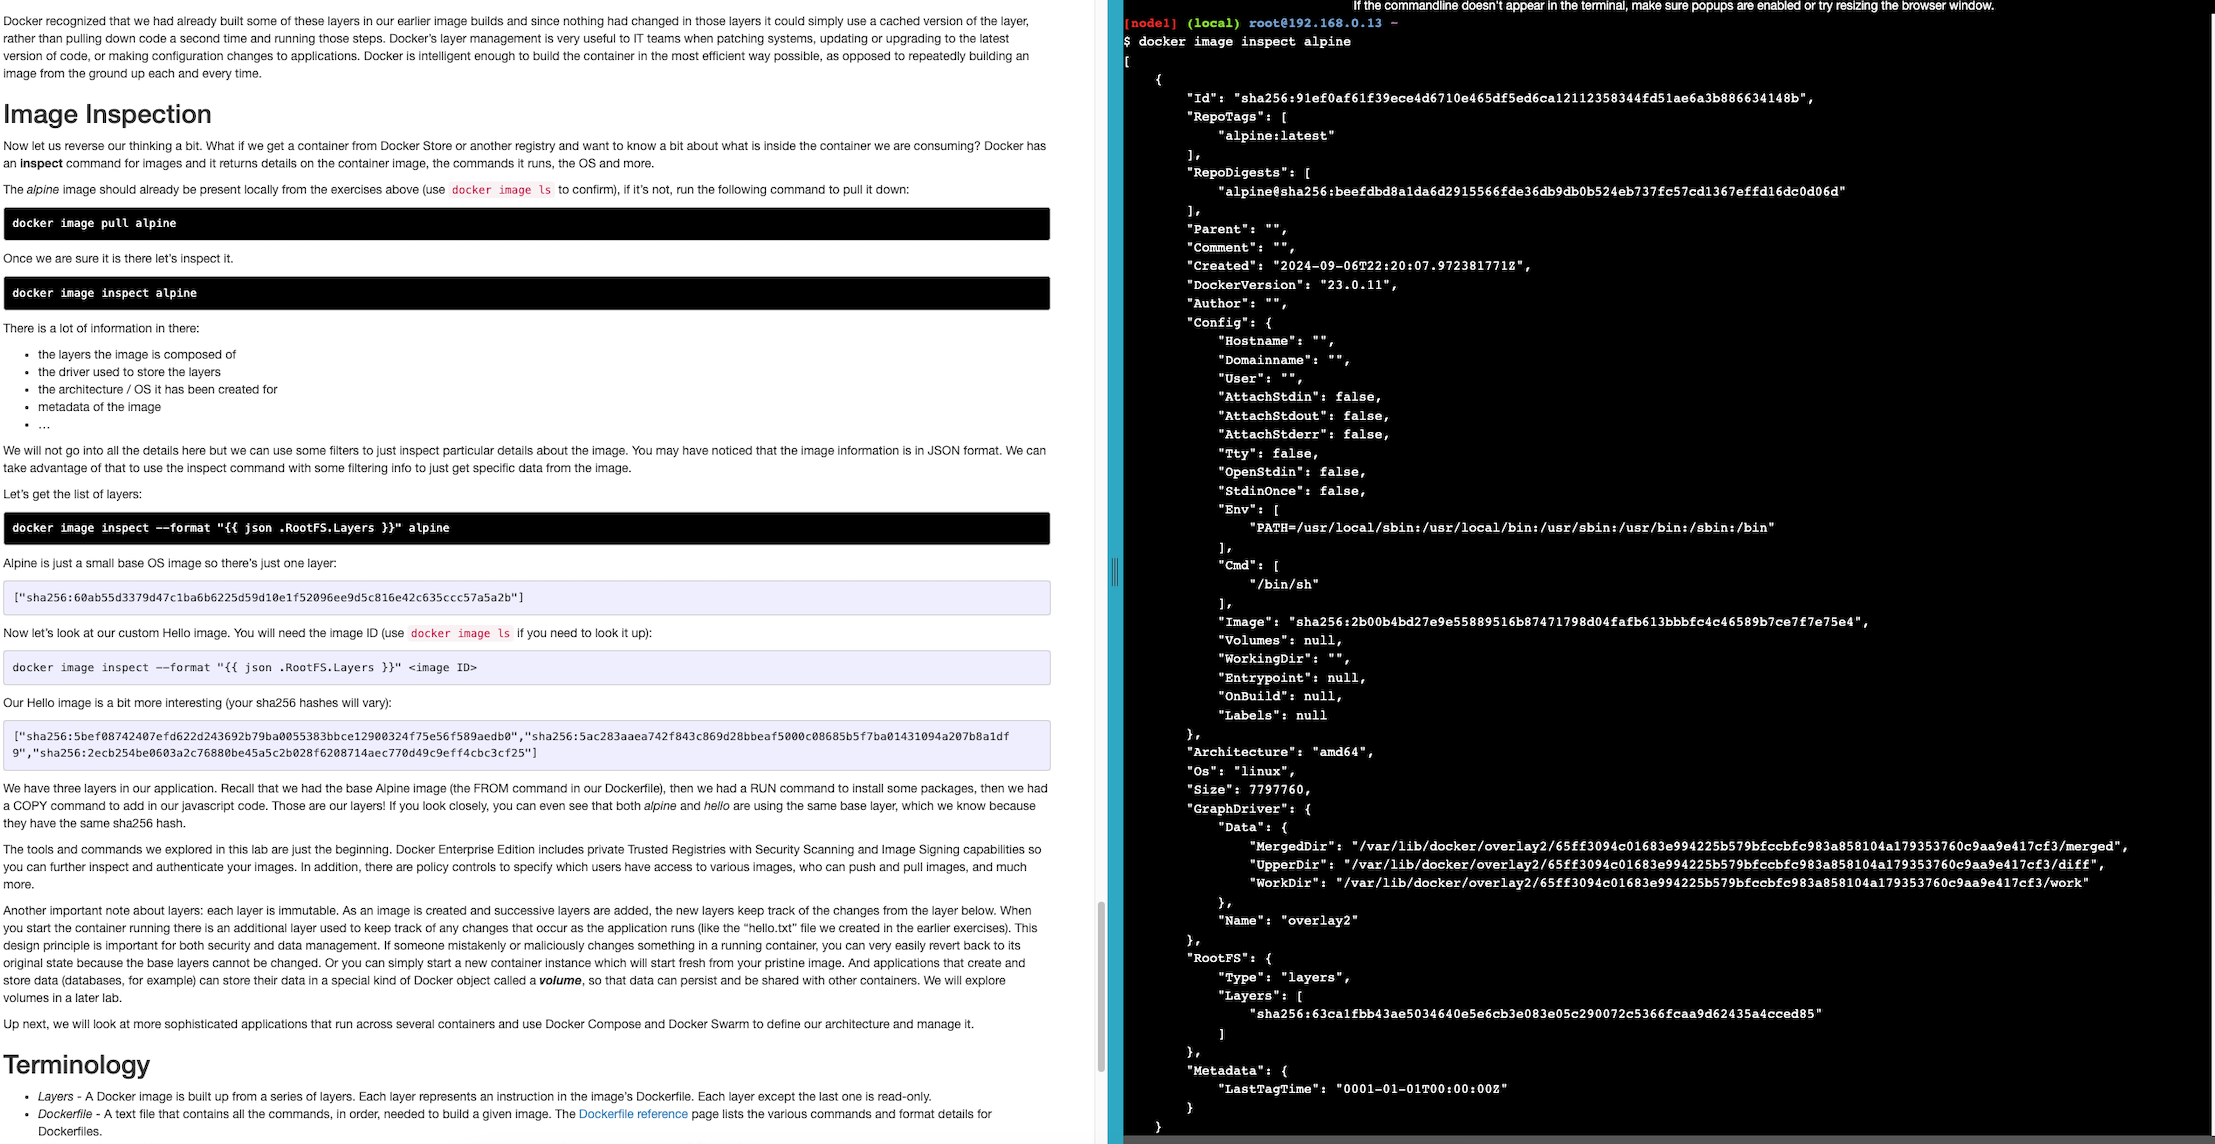 Docker recognized that we had already built some of these layers in our earlier image builds and since nothing had changed in those layers it could simply use a cached version of the layer,
rather than pulling down code a second time and running those steps. Docker's layer management is very useful to IT teams when patching systems, updating or upgrading to the latest
version of code, or making configuration changes to applications. Docker is intelligent enough to build the container in the most efficient way possible, as opposed to repeatedly building an
image from the ground up each and every time.
Image Inspection
Now let us reverse our thinking a bit. What if we get a container from Docker Store or another registry and want to know a bit about what is inside the container we are consuming? Docker has
an inspect command for images and it returns details on the container image, the commands it runs, the OS and more.
The alpine image should already be present locally from the exercises above (use docker image ls to confirm), if it's not, run the following command to pull it down:
docker image pull alpine
Once we are sure it is there let's inspect it.
docker image inspect alpine
There is a lot of information in there:
• the layers the image is composed of
• the driver used to store the layers
• the architecture / OS it has been created for
• metadata of the image
• …
We will not go into all the details here but we can use some filters to just inspect particular details about the image. You may have noticed that the image information is in JSON format. We can
take advantage of that to use the inspect command with some filtering info to just get specific data from the image.
Let's get the list of layers:
docker image inspect --format "{{ json .RootFS.Layers }}" alpine
Alpine is just a small base OS image so there's just one layer:
["sha256:60ab55d3379d47c1ba6b6225d59d10e1f52096ee9d5c816e42c635ccc57a5a2b"]
Now let's look at our custom Hello image. You will need the image ID (use docker image ls if you need to look it up):
docker image inspect --format "{{ json .RootFS.Layers }}" <image ID>
Our Hello image is a bit more interesting (your sha256 hashes will vary):
["sha256:5bef08742407efd622d243692b79ba0055383bbce12900324f75e56f589aedb0","sha256:5ac283aaea742f843c869d28bbeaf5000c08685b5f7ba01431094a207b8a1df
9","sha256:2ecb254be0603a2c76880be45a5c2b028f6208714aec770d49c9eff4cbc3cf25"]
We have three layers in our application. Recall that we had the base Alpine image (the FROM command in our Dockerfile), then we had a RUN command to install some packages, then we had
a COPY command to add in our javascript code. Those are our layers! If you look closely, you can even see that both alpine and hello are using the same base layer, which we know because
they have the same sha256 hash.
The tools and commands we explored in this lab are just the beginning. Docker Enterprise Edition includes private Trusted Registries with Security Scanning and Image Signing capabilities so
you can further inspect and authenticate your images. In addition, there are policy controls to specify which users have access to various images, who can push and pull images, and much
more.
Another important note about layers: each layer is immutable. As an image is created and successive layers are added, the new layers keep track of the changes from the layer below. When
you start the container running there is an additional layer used to keep track of any changes that occur as the application runs (like the "hello.txt" file we created in the earlier exercises). This
design principle is important for both security and data management. If someone mistakenly or maliciously changes something in a running container, you can very easily revert back to its
original state because the base layers cannot be changed. Or you can simply start a new container instance which will start fresh from your pristine image. And applications that create and
store data (databases, for example) can store their data in a special kind of Docker object called a volume, so that data can persist and be shared with other containers. We will explore
volumes in a later lab.
Up next, we will look at more sophisticated applications that run across several containers and use Docker Compose and Docker Swarm to define our architecture and manage it.
Terminology
• Layers - A Docker image is built up from a series of layers. Each layer represents an instruction in the image's Dockerfile. Each layer except the last one is read-only.
• Dockerfile - A text file that contains all the commands, in order, needed to build a given image. The Dockerfile reference page lists the various commands and format details for
Dockerfiles.
If the commandline doesn't appear in the terminal, make sure popups are enabled or try resizing the browser window.
[node1] (local) root@192.168.0.13 ~
$ docker image inspect alpine
[
{
"Id": "sha256:91ef0af61f39ece4d6710e465df5ed6ca12112358344fd51ae6a3b886634148b",
"RepoTags": [
"alpine:latest"
],
"RepoDigests": [
"alpine@sha256:beefdbd8a1da6d2915566fde36db9db0b524eb737fc57cd1367effd16dc0d06d"
],
"Parent": "",
"Comment": "",
"Created": "2024-09-06T22:20:07.972381771Z",
"DockerVersion": "23.0.11",
"Author": "",
"Config": {
"Hostname": "",
"Domainname": "",
"User": "",
"AttachStdin": false,
"AttachStdout": false,
"AttachStderr": false,
"Tty": false,
"OpenStdin": false,
"StdinOnce": false,
"Env": [
"PATH=/usr/local/sbin:/usr/local/bin:/usr/sbin:/usr/bin:/sbin:/bin"
],
"Cmd": [
"/bin/sh"
],
"Image": "sha256:2b00b4bd27e9e55889516b87471798d04fafb613bbbfc4c46589b7ce7f7e75e4",
"Volumes": null,
"WorkingDir": "",
"Entrypoint": null,
"OnBuild": null,
"Labels": null
},
"Architecture": "amd64",
"Os": "linux",
"Size": 7797760,
"GraphDriver": {
"Data": {
"MergedDir": "/var/lib/docker/overlay2/65ff3094c01683e994225b579bfccbfc983a858104a179353760c9aa9e417cf3/merged",
"UpperDir": "/var/lib/docker/overlay2/65ff3094c01683e994225b579bfccbfc983a858104a179353760c9aa9e417cf3/diff",
"WorkDir": "/var/lib/docker/overlay2/65ff3094c01683e994225b579bfccbfc983a858104a179353760c9aa9e417cf3/work"
},
"Name": "overlay2"
},
"RootFS": {
"Type": "layers",
"Layers": [
"sha256:63ca1fbb43ae5034640e5e6cb3e083e05c290072c5366fcaa9d62435a4cced85"
]
},
"Metadata": {
"LastTagTime": "0001-01-01T00:00:00Z"
}
}